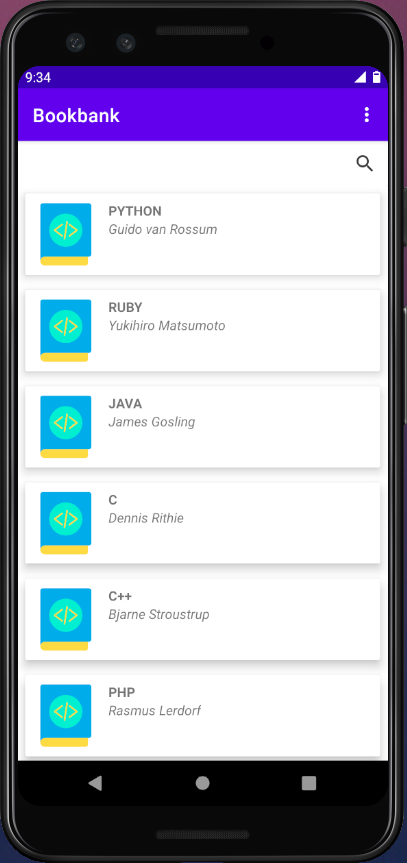 9:34
Bookbank
PYTHON
Guido van Rossum
RUBY
Yukihiro Matsumoto
JAVA
James Gosling
C
Dennis Rithie
C++
Bjarne Stroustrup
PHP
Rasmus Lerdorf